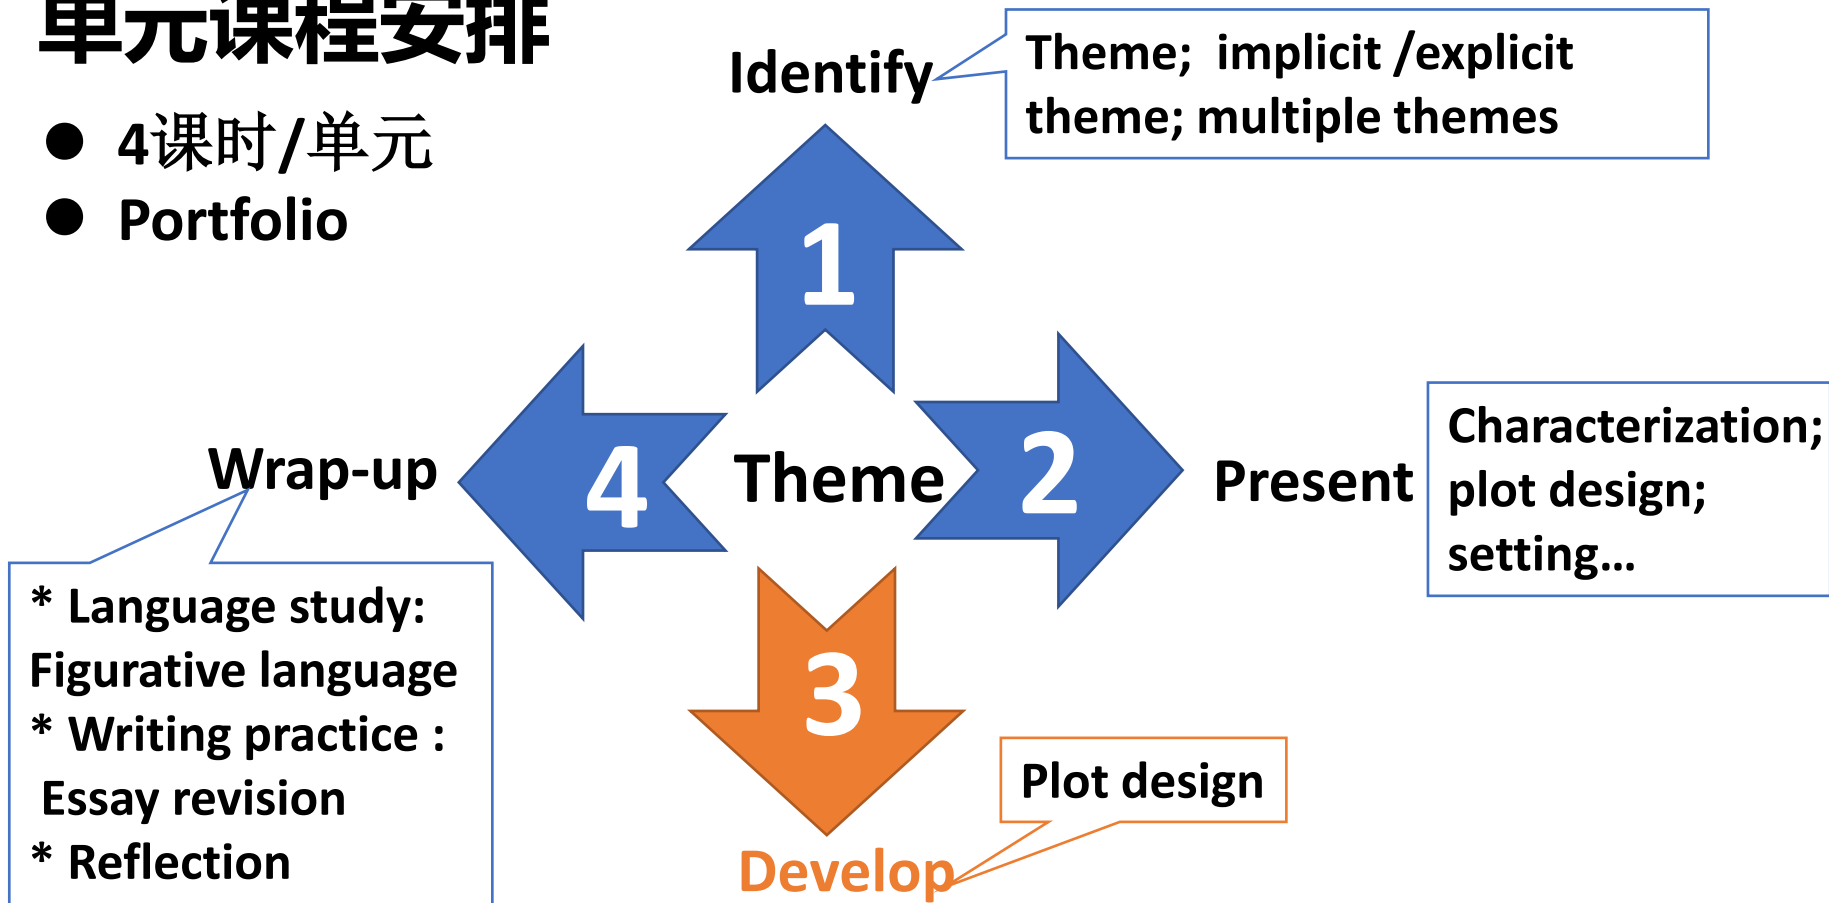 单元课程安排
● 4课时/单元
● Portfolio
Identify
Theme; implicit /explicit
theme; multiple themes
1
2
Present
Characterization;
plot design;
setting...
Theme
4
Wrap-up
* Language study:
Figurative language
* Writing practice :
Essay revision
* Reflection
3
Plot design
Develop